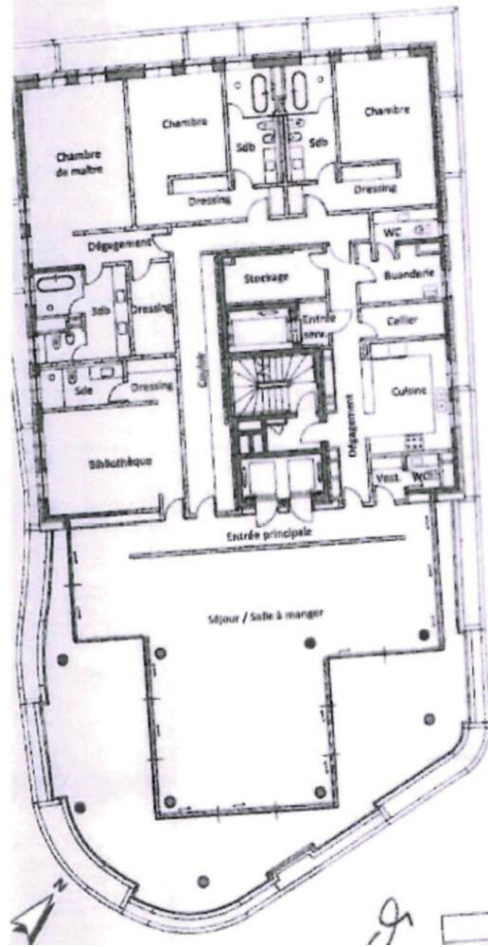 Chambre
de maître
Chambre
Sdb
Sdb
Chambre
Dressing
Dressing
Dégagement
WC
Stockage
Buanderie
Sdb
Dressing
Entrée
serv.
Cellier
Couloir
Sde
Dressing
Cuisine
Dégagement
Bibliothèque
Vest.
WC
Entrée principale
Séjour / Salle à manger
N